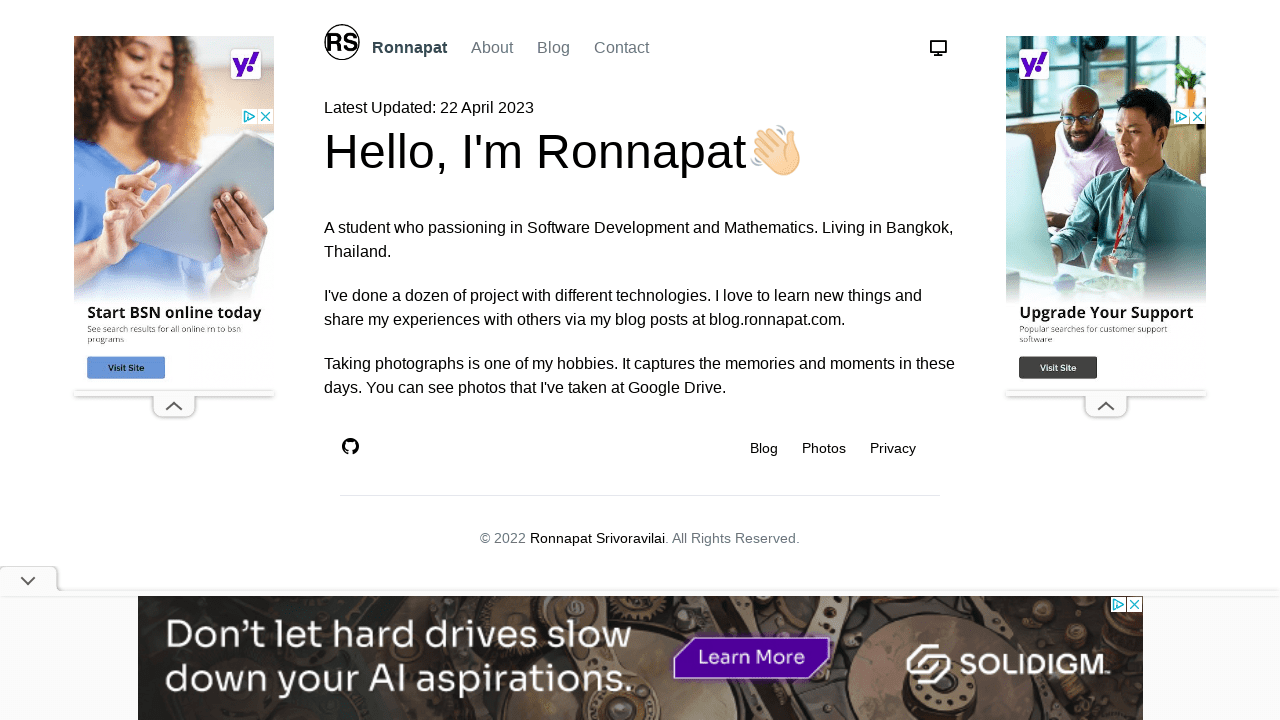 RS Ronnapat About Blog Contact
Latest Updated: 22 April 2023
Hello, I'm Ronnapat👋🏻
A student who passioning in Software Development and Mathematics. Living in Bangkok,
Thailand.
I've done a dozen of project with different technologies. I love to learn new things and
share my experiences with others via my blog posts at blog.ronnapat.com.
Taking photographs is one of my hobbies. It captures the memories and moments in these
days. You can see photos that I've taken at Google Drive.
Blog Photos Privacy
© 2022 Ronnapat Srivoravilai. All Rights Reserved.
y!
Start BSN online today
See search results for all online rn to bsn
programs
Visit Site
y!
Upgrade Your Support
Popular searches for customer support
software
Visit Site
Don't let hard drives slow
down your AI aspirations.
Learn More
SOLIDIGM™